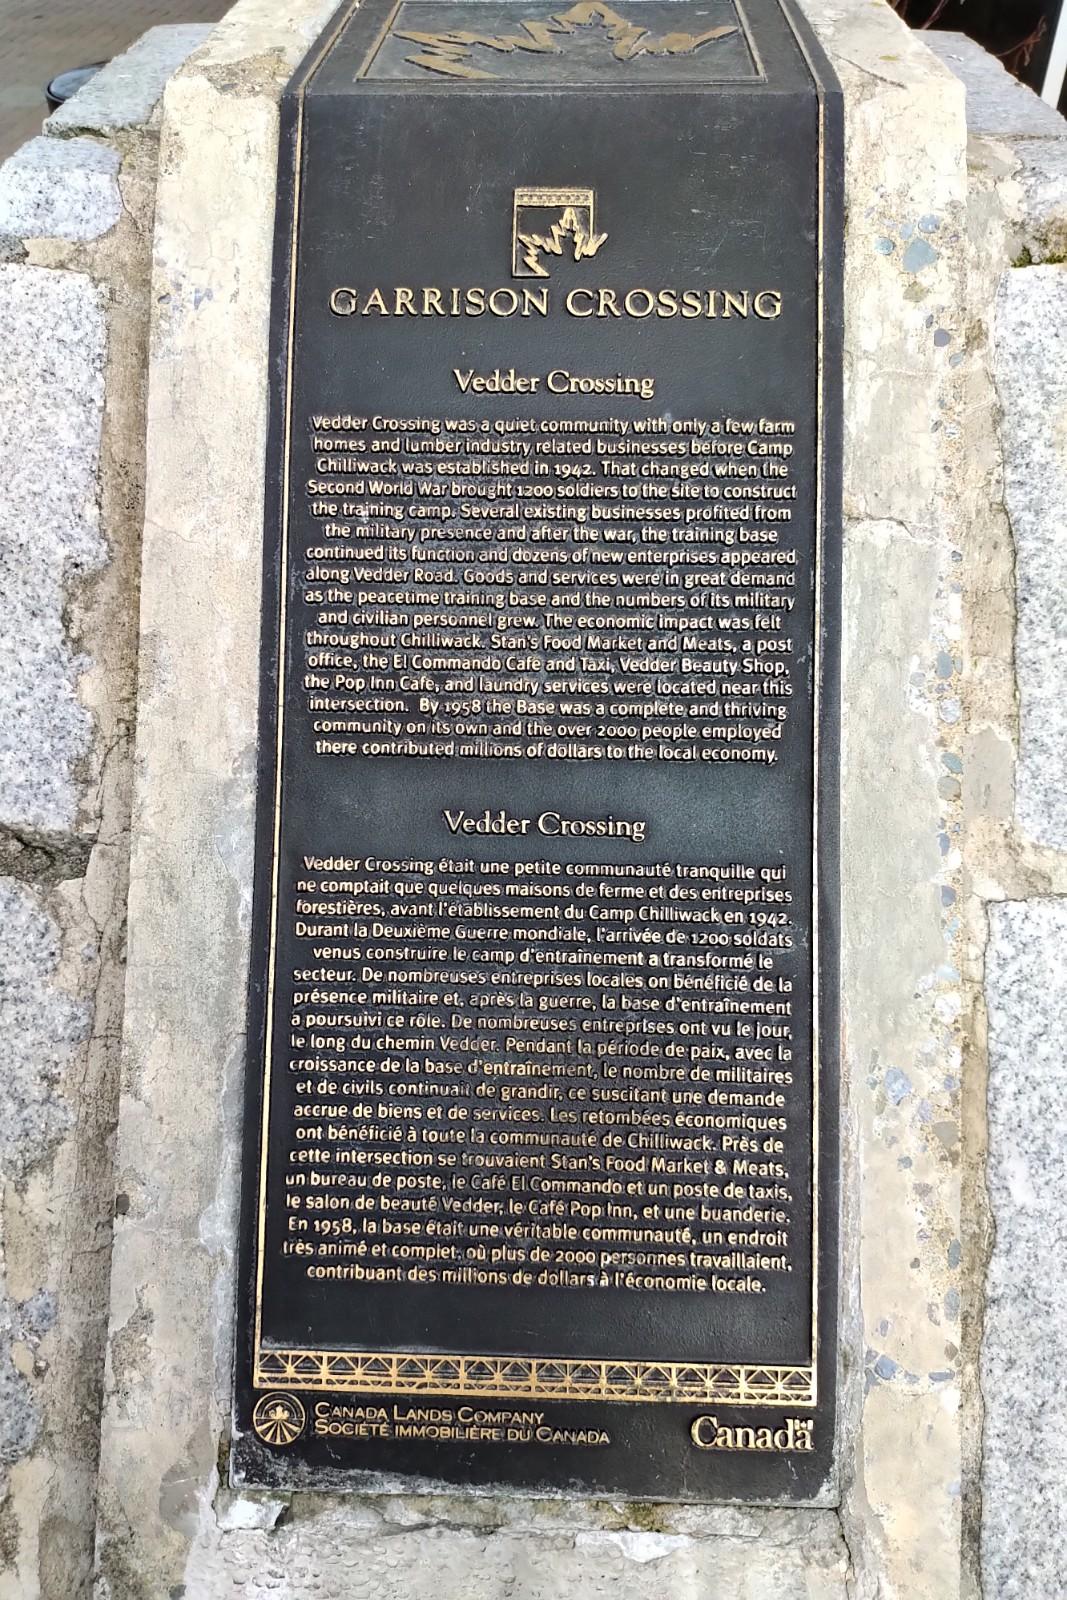 GARRISON CROSSING
Vedder Crossing
Vedder Crossing was a quiet community with only a few farm
homes and lumber industry related businesses before Camp
Chilliwack was established in 1942. That changed when the
Second World War brought 1200 soldiers to the site to construct
the training camp. Several existing businesses profited from
the military presence and after the war, the training base
continued its function and dozens of new enterprises appeared
along Vedder Road. Goods and services were in great demand
as the peacetime training base and the numbers of its military
and civilian personnel grew. The economic impact was felt
throughout Chilliwack. Stan's Food Market and Meats, a post
office, the El Commando Cafe and Taxi, Vedder Beauty Shop,
the Pop Inn Cafe, and laundry services were located near this
intersection. By 1958 the Base was a complete and thriving
community on its own and the over 2000 people employed
there contributed millions of dollars to the local economy.
Vedder Crossing
Vedder Crossing était une petite communauté tranquille qui
ne comptait que quelques maisons de ferme et des entreprises
forestières, avant l'établissement du Camp Chilliwack en 1942.
Durant la Deuxième Guerre mondiale, l'arrivée de 1200 soldats
venus construire le camp d'entraînement a transformé le
secteur. De nombreuses entreprises locales on bénéficié de la
présence militaire et, après la guerre, la base d'entraînement
a poursuivi ce rôle. De nombreuses entreprises ont vu le jour,
le long du chemin Vedder. Pendant la période de paix, avec la
croissance de la base d'entraînement, le nombre de militaires
et de civils continuait de grandir, ce suscitant une demande
accrue de biens et de services. Les retombées économiques
ont bénéficié à toute la communauté de Chilliwack. Près de
cette intersection se trouvaient Stan's Food Market & Meats,
un bureau de poste, le Café El Commando et un poste de taxis,
le salon de beauté Vedder, le Café Pop Inn, et une buanderie.
En 1958, la base était une véritable communauté, un endroit
très animé et complet, où plus de 2000 personnes travaillaient,
contribuant des millions de dollars à l'économie locale.
CANADA LANDS COMPANY
SOCIÉTÉ IMMOBILIÈRE DU CANADA
Canada